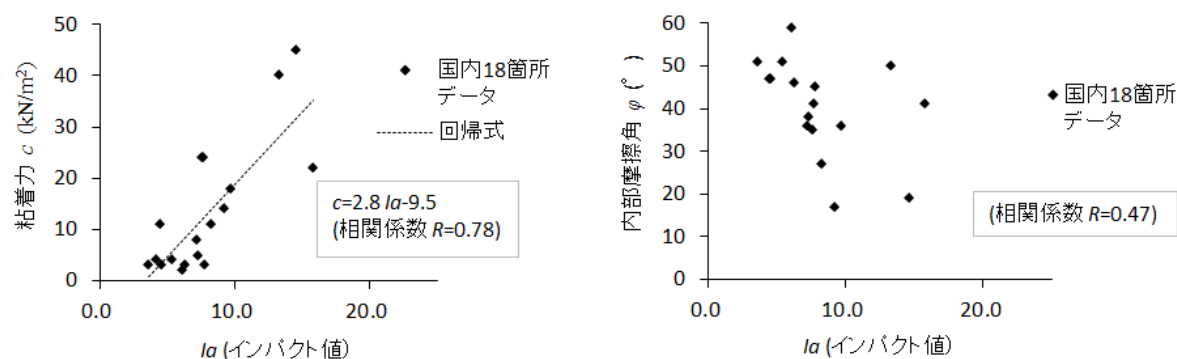 50
40
30
20
10
0
粘着力 c (kN/m²)
0.0 10.0 20.0
Ia (インパクト値)
国内18箇所
データ
回帰式
c=2.8 Ia-9.5
(相関係数 R=0.78)
60
50
40
30
20
10
0
内部摩擦角 φ (°)
0.0 10.0 20.0
Ia (インパクト値)
国内18箇所
データ
(相関係数 R=0.47)